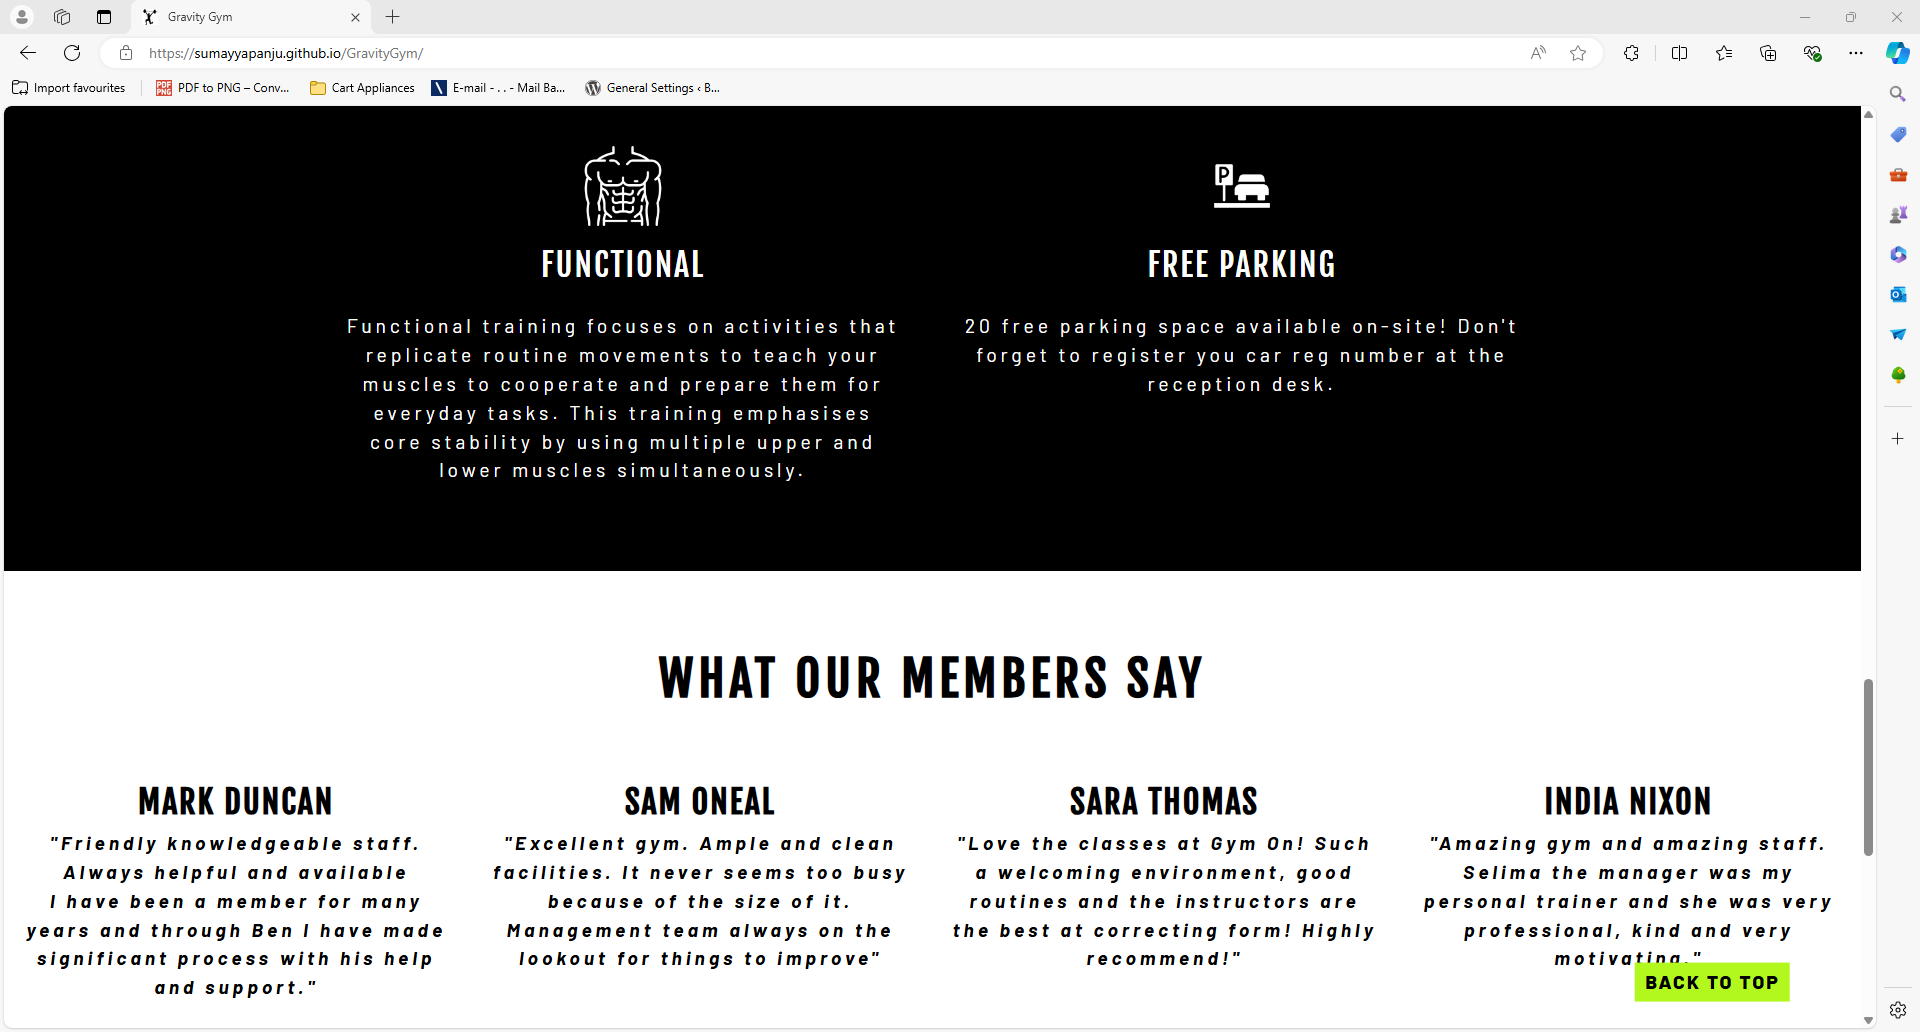 Gravity Gym
https://sumayyapanju.github.io/GravityGym/
Import favourites
PDF to PNG – Conv...
Cart Appliances
E-mail - . . - Mail Ba...
General Settings ‹ B...
P
FUNCTIONAL
Functional training focuses on activities that
replicate routine movements to teach your
muscles to cooperate and prepare them for
everyday tasks. This training emphasises
core stability by using multiple upper and
lower muscles simultaneously.
FREE PARKING
20 free parking space available on-site! Don't
forget to register you car reg number at the
reception desk.
WHAT OUR MEMBERS SAY
MARK DUNCAN
"Friendly knowledgeable staff.
Always helpful and available
I have been a member for many
years and through Ben I have made
significant process with his help
and support."
SAM ONEAL
"Excellent gym. Ample and clean
facilities. It never seems too busy
because of the size of it.
Management team always on the
lookout for things to improve"
SARA THOMAS
"Love the classes at Gym On! Such
a welcoming environment, good
routines and the instructors are
the best at correcting form! Highly
recommend!"
INDIA NIXON
"Amazing gym and amazing staff.
Selima the manager was my
personal trainer and she was very
professional, kind and very
motivating."
BACK TO TOP